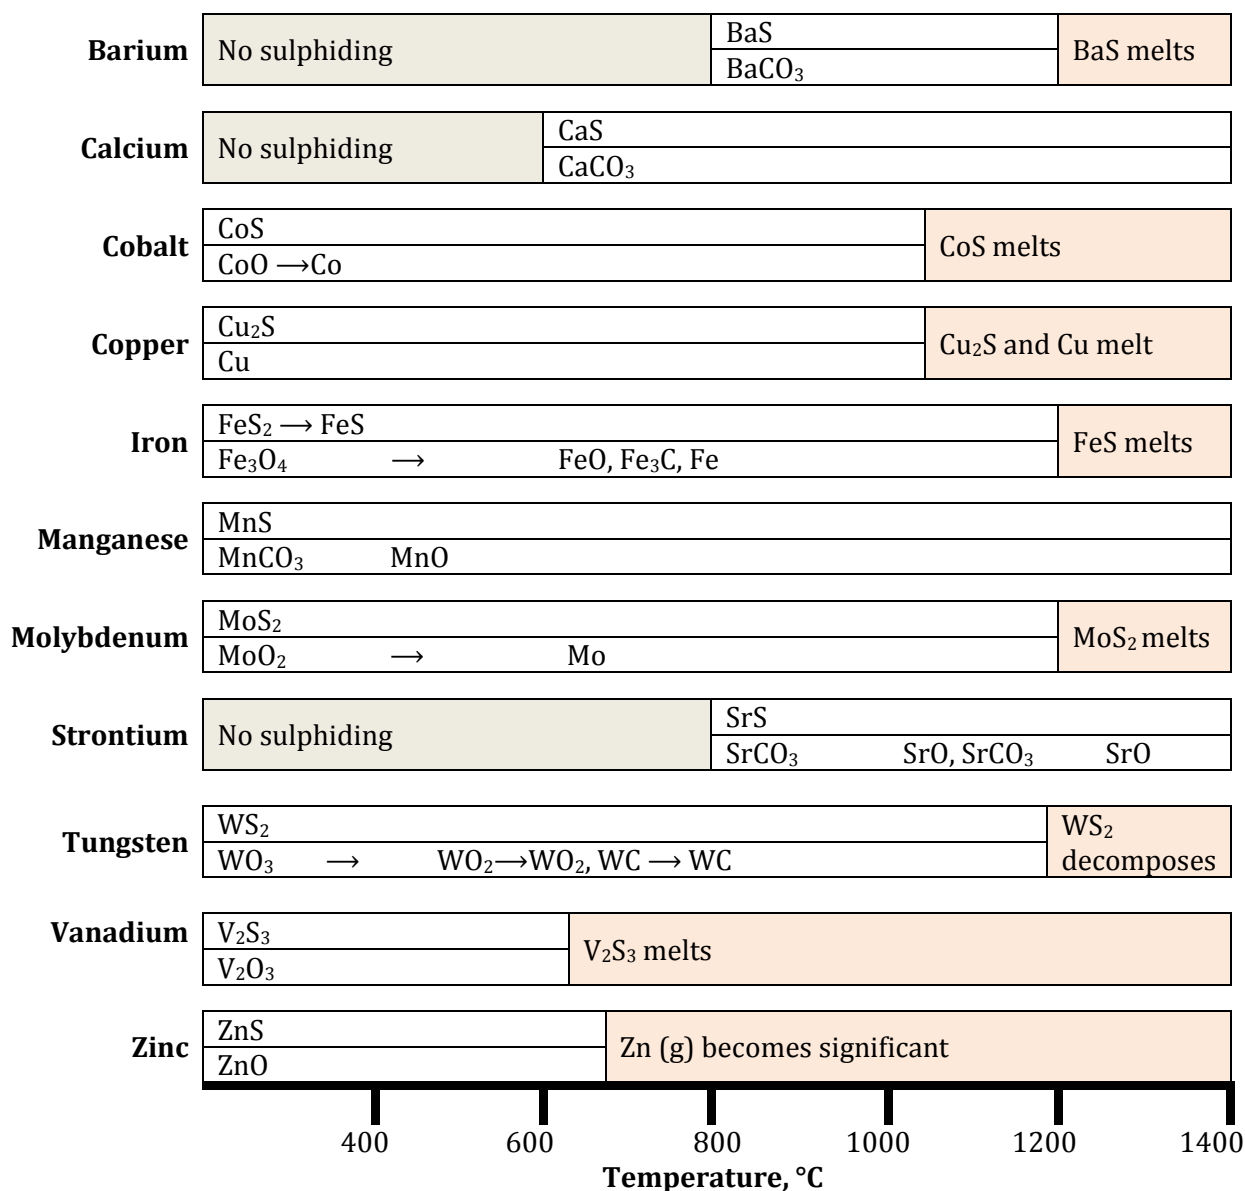 Barium
No sulphiding
BaS
BaCO₃
BaS melts
Calcium
No sulphiding
CaS
CaCO₃
Cobalt
CoS
CoO → Co
CoS melts
Copper
Cu₂S
Cu
Cu₂S and Cu melt
Iron
FeS₂ → FeS
Fe₃O₄ → FeO, Fe₃C, Fe
FeS melts
Manganese
MnS
MnCO₃ MnO
Molybdenum
MoS₂
MoO₂ → Mo
MoS₂ melts
Strontium
No sulphiding
SrS
SrCO₃ SrO, SrCO₃ SrO
Tungsten
WS₂
WO₃ → WO₂→WO₂, WC → WC
WS₂
decomposes
Vanadium
V₂S₃
V₂O₃
V₂S₃ melts
Zinc
ZnS
ZnO
Zn (g) becomes significant
400 600 800 1000 1200 1400
Temperature, °C